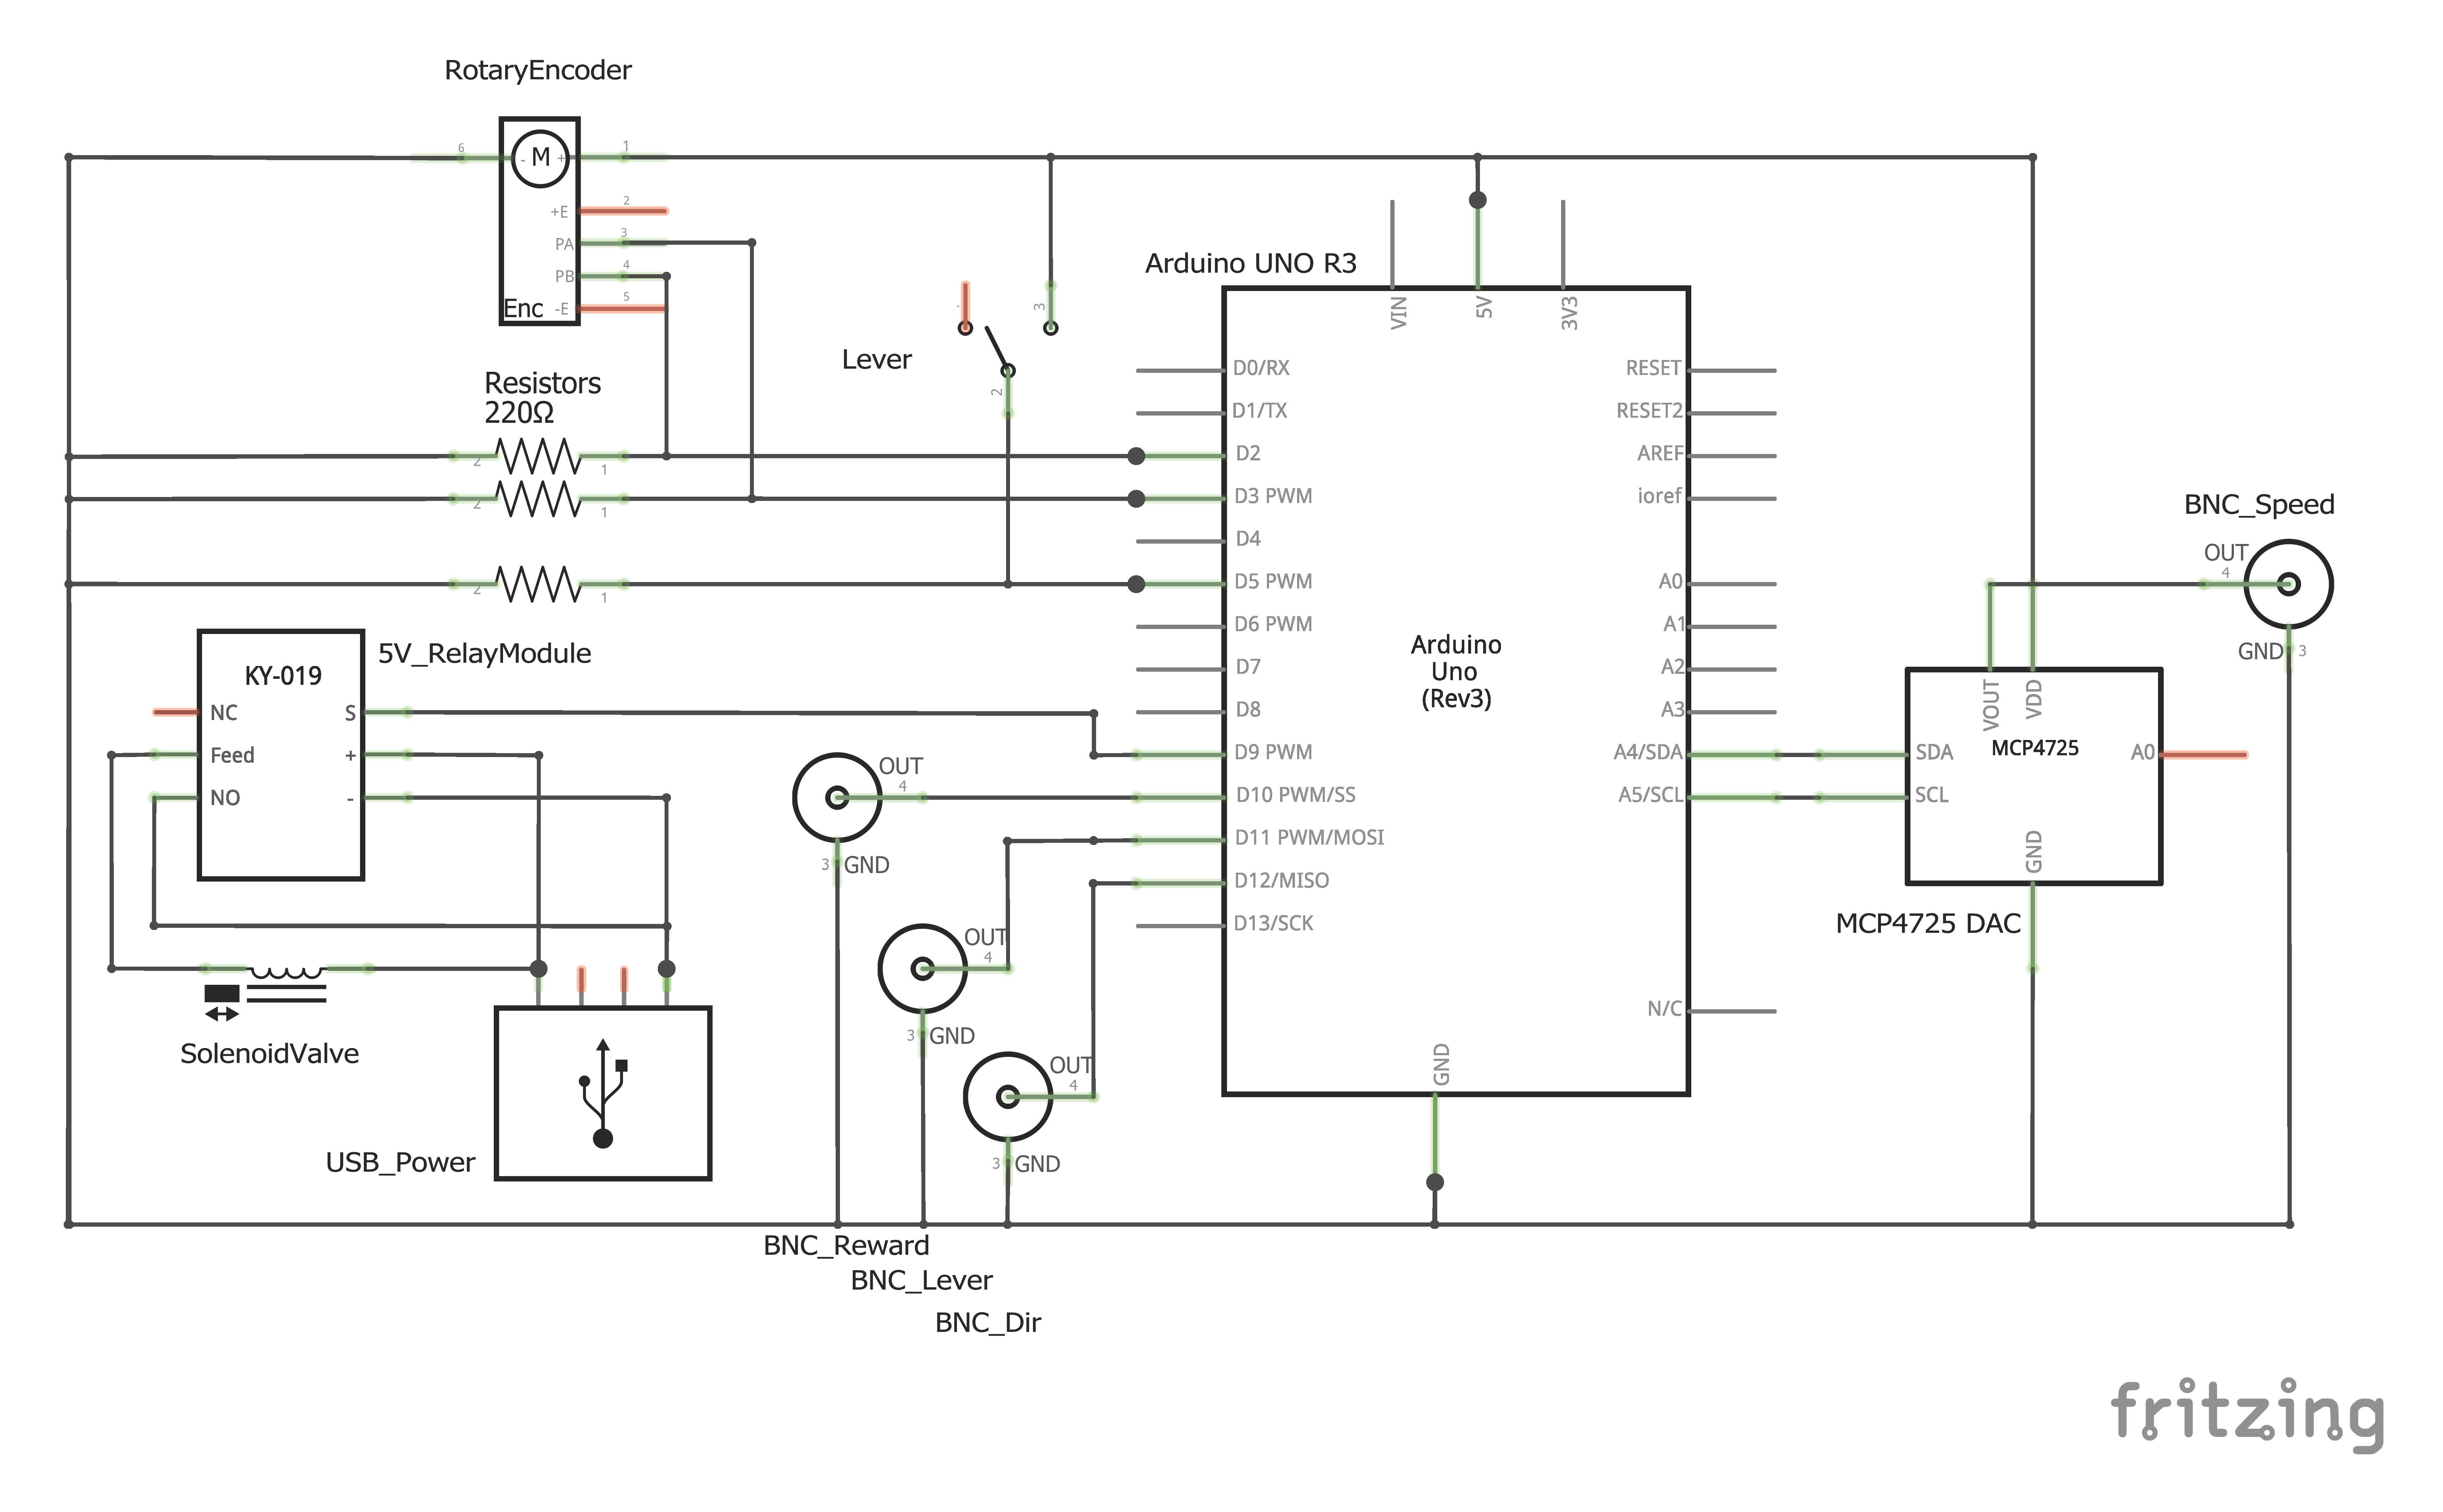 RotaryEncoder
6
- M +
1
+E
2
PA
3
PB
4
Enc
-E
5
Resistors
220Ω
2
1
2
1
2
1
Lever
3
2
Arduino UNO R3
VIN
5V
3V3
D0/RX
D1/TX
D2
D3 PWM
D4
D5 PWM
D6 PWM
D7
D8
D9 PWM
D10 PWM/SS
D11 PWM/MOSI
D12/MISO
D13/SCK
Arduino
Uno
(Rev3)
RESET
RESET2
AREF
ioref
A0
A1
A2
A3
A4/SDA
A5/SCL
N/C
GND
BNC_Speed
OUT
4
GND
3
VOUT
VDD
MCP4725
SDA
SCL
A0
GND
MCP4725 DAC
5V_RelayModule
KY-019
NC
S
Feed
+
NO
-
SolenoidValve
USB_Power
OUT
4
3
GND
OUT
4
3
GND
OUT
4
3
GND
BNC_Reward
BNC_Lever
BNC_Dir
fritzing